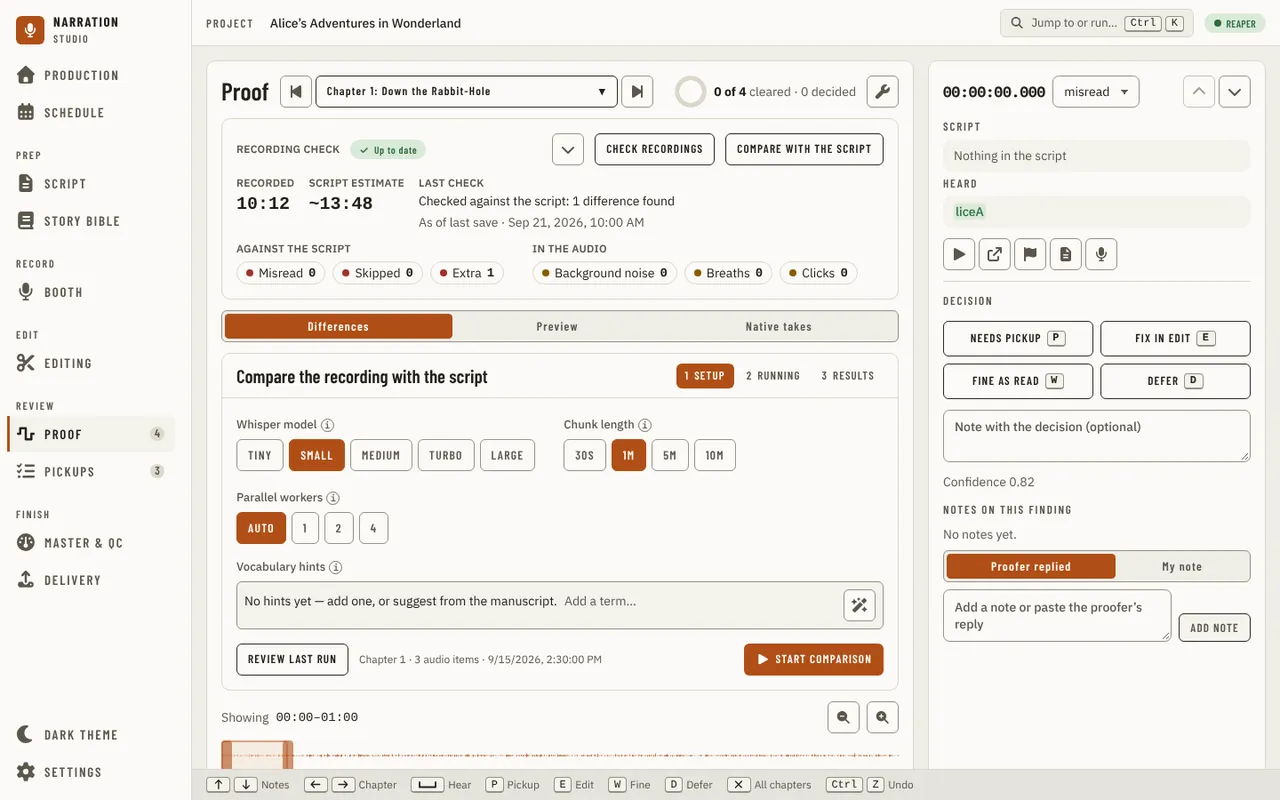 NARRATION
STUDIO
PRODUCTION
SCHEDULE
PREP
SCRIPT
STORY BIBLE
RECORD
BOOTH
EDIT
EDITING
REVIEW
PROOF 4
PICKUPS 3
FINISH
MASTER & QC
DELIVERY
DARK THEME
SETTINGS
PROJECT Alice's Adventures in Wonderland
Jump to or run... Ctrl K
REAPER
Proof
Chapter 1: Down the Rabbit-Hole
0 of 4 cleared · 0 decided
RECORDING CHECK Up to date
CHECK RECORDINGS
COMPARE WITH THE SCRIPT
RECORDED SCRIPT ESTIMATE LAST CHECK
10:12 ~13:48 Checked against the script: 1 difference found
As of last save · Sep 21, 2026, 10:00 AM
AGAINST THE SCRIPT IN THE AUDIO
Misread 0 Skipped 0 Extra 1 Background noise 0 Breaths 0 Clicks 0
Differences Preview Native takes
Compare the recording with the script 1 SETUP 2 RUNNING 3 RESULTS
Whisper model Chunk length
TINY SMALL MEDIUM TURBO LARGE 30S 1M 5M 10M
Parallel workers
AUTO 1 2 4
Vocabulary hints
No hints yet — add one, or suggest from the manuscript. Add a term...
REVIEW LAST RUN Chapter 1 · 3 audio items · 9/15/2026, 2:30:00 PM START COMPARISON
Showing 00:00–01:00
00:00:00.000 misread
SCRIPT
Nothing in the script
HEARD
liceA
DECISION
NEEDS PICKUP P FIX IN EDIT E
FINE AS READ W DEFER D
Note with the decision (optional)
Confidence 0.82
NOTES ON THIS FINDING
No notes yet.
Proofer replied My note
Add a note or paste the proofer's
reply
ADD NOTE
↑ ↓ Notes ← → Chapter Hear P Pickup E Edit W Fine D Defer X All chapters Ctrl Z Undo